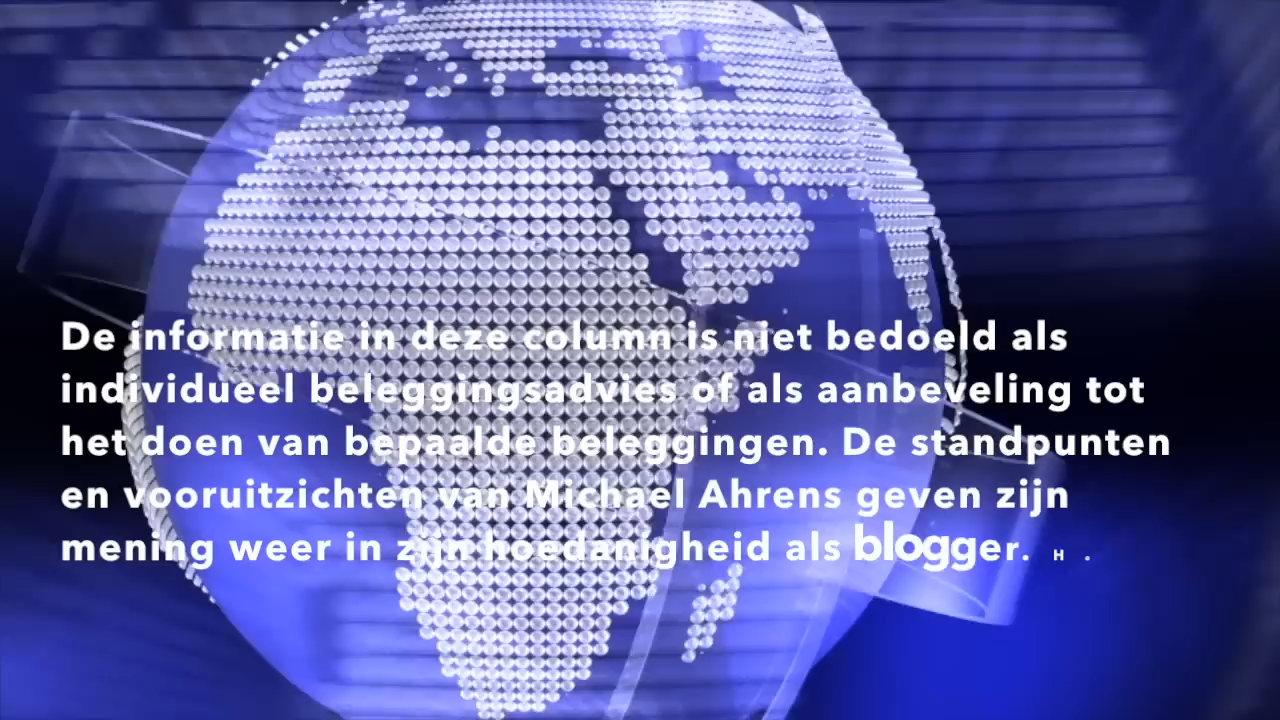 De informatie in deze column is niet bedoeld als
individueel beleggingsadvies of als aanbeveling tot
het doen van bepaalde beleggingen. De standpunten
en vooruitzichten van Michael Ahrens geven zijn
mening weer in zijn hoedanigheid als blogger. H .